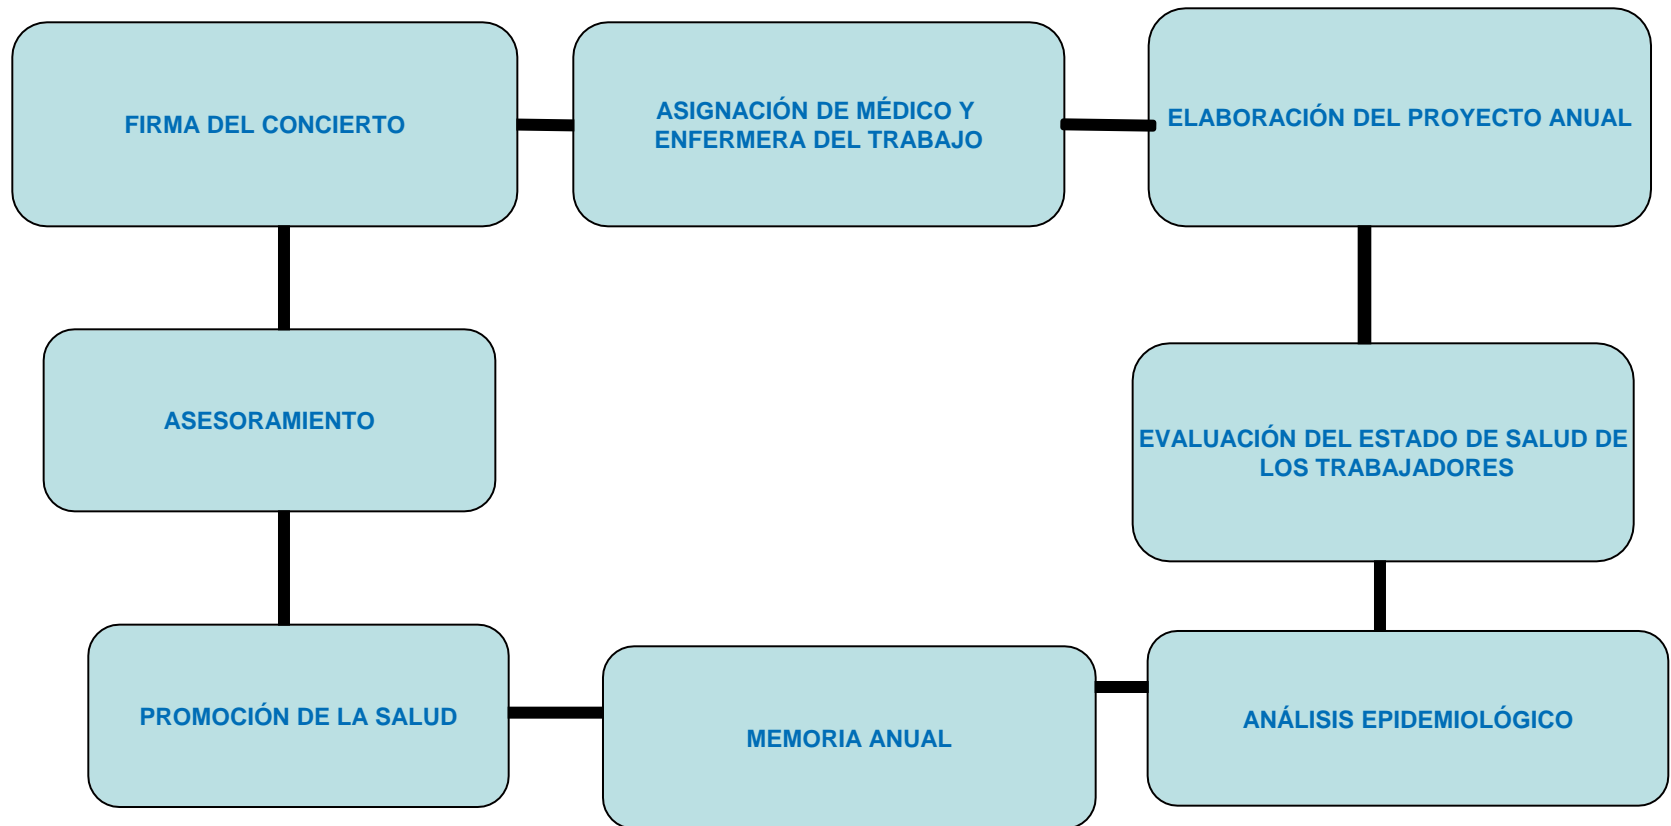 FIRMA DEL CONCIERTO
ASIGNACIÓN DE MÉDICO Y
ENFERMERA DEL TRABAJO
ELABORACIÓN DEL PROYECTO ANUAL
ASESORAMIENTO
EVALUACIÓN DEL ESTADO DE SALUD DE
LOS TRABAJADORES
PROMOCIÓN DE LA SALUD
MEMORIA ANUAL
ANÁLISIS EPIDEMIOLÓGICO